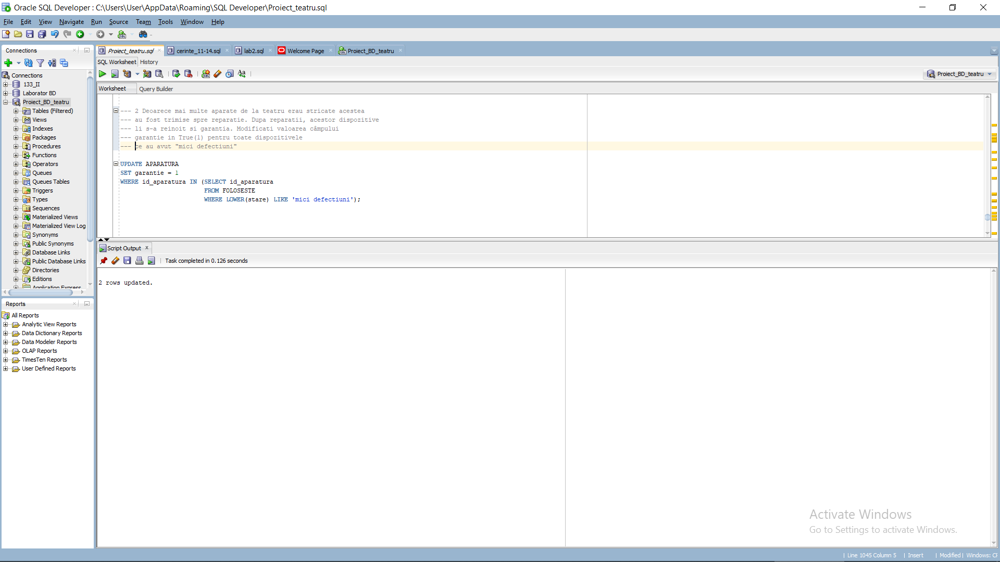 Oracle SQL Developer : C:\Users\User\AppData\Roaming\SQL Developer\Proiect_teatru.sql
File Edit View Navigate Run Source Team Tools Window Help
Connections
Connections
133_II
Laborator BD
Proiect_BD_teatru
Tables (Filtered)
Views
Indexes
Packages
Procedures
Functions
Operators
Queues
Queues Tables
Triggers
Types
Sequences
Materialized Views
Materialized View Log
Synonyms
Public Synonyms
Database Links
Public Database Links
Directories
Editions
Application Express
Reports
All Reports
Analytic View Reports
Data Dictionary Reports
Data Modeler Reports
OLAP Reports
TimesTen Reports
User Defined Reports
Proiect_teatru.sql cerinte_11-14.sql lab2.sql Welcome Page Proiect_BD_teatru
SQL Worksheet History
Proiect_BD_teatru
Worksheet Query Builder
--- 2 Deoarece mai multe aparate de la teatru erau stricate acestea
--- au fost trimise spre reparatie. Dupa reparatii, acestor dispozitive
--- li s-a reinoit si garantia. Modificati valoarea câmpului
--- garantie in True(1) pentru toate dispozitivele
--- ce au avut "mici defectiuni"
UPDATE APARATURA
SET garantie = 1
WHERE id_aparatura IN (SELECT id_aparatura
FROM FOLOSESTE
WHERE LOWER(stare) LIKE 'mici defectiuni');
Script Output
Task completed in 0.126 seconds
2 rows updated.
Activate Windows
Go to Settings to activate Windows.
Line 1045 Column 5 Insert Modified Windows: CF